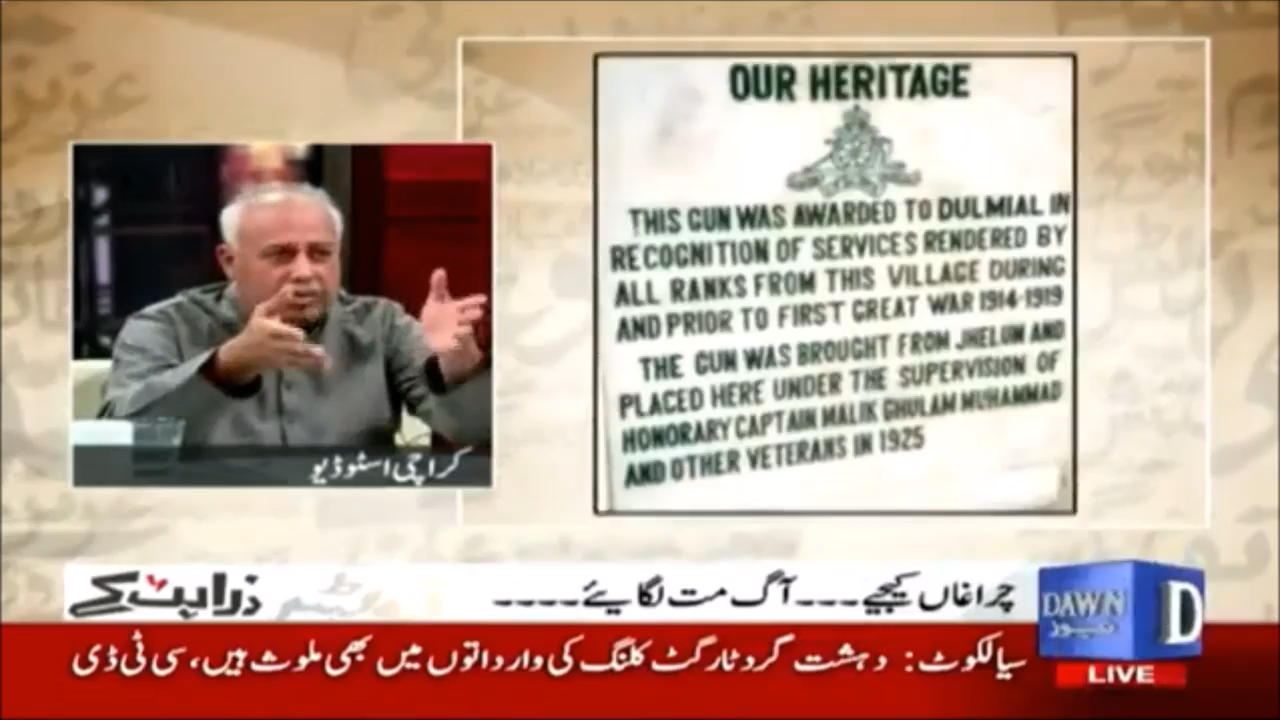 OUR HERITAGE
THIS GUN WAS AWARDED TO DULMIAL IN
RECOGNITION OF SERVICES RENDERED BY
ALL RANKS FROM THIS VILLAGE DURING
AND PRIOR TO FIRST GREAT WAR 1914-1919
THE GUN WAS BROUGHT FROM JHELUM AND
PLACED HERE UNDER THE SUPERVISION OF
HONORARY CAPTAIN MALIK GHULAM MUHAMMAD
AND OTHER VETERANS IN 1925
کراچی اسٹوڈیو
چراغاں کیجیے۔۔۔آگ مت لگایئے۔۔۔۔
ذرا ہٹ کے
DAWN
نیوز
D
سیالکوٹ: دہشت گرد ٹارگٹ کلنگ کی وارداتوں میں بھی ملوث ہیں، سی ٹی ڈی
LIVE